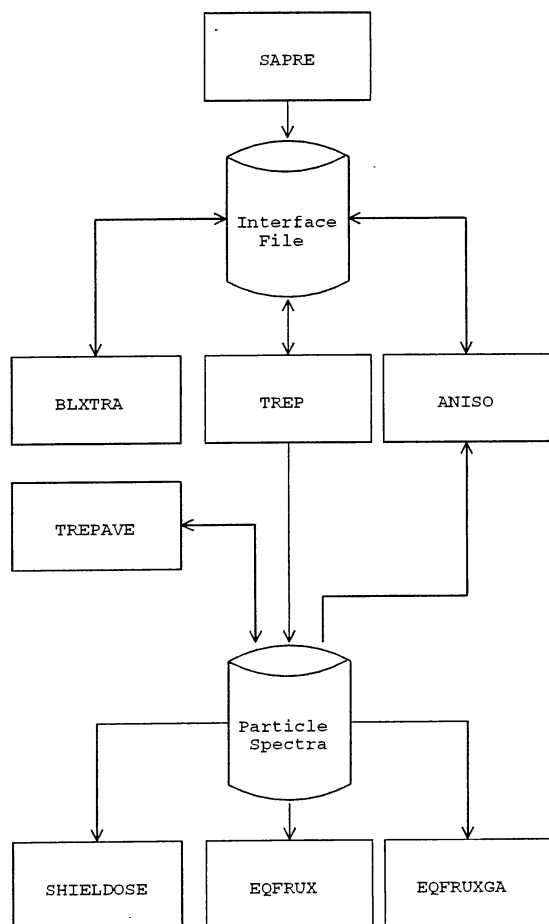 SAPRE
Interface
File
BLXTRA
TREP
ANISO
TREPAVE
Particle
Spectra
SHIELDOSE
EQFRUX
EQFRUXGA